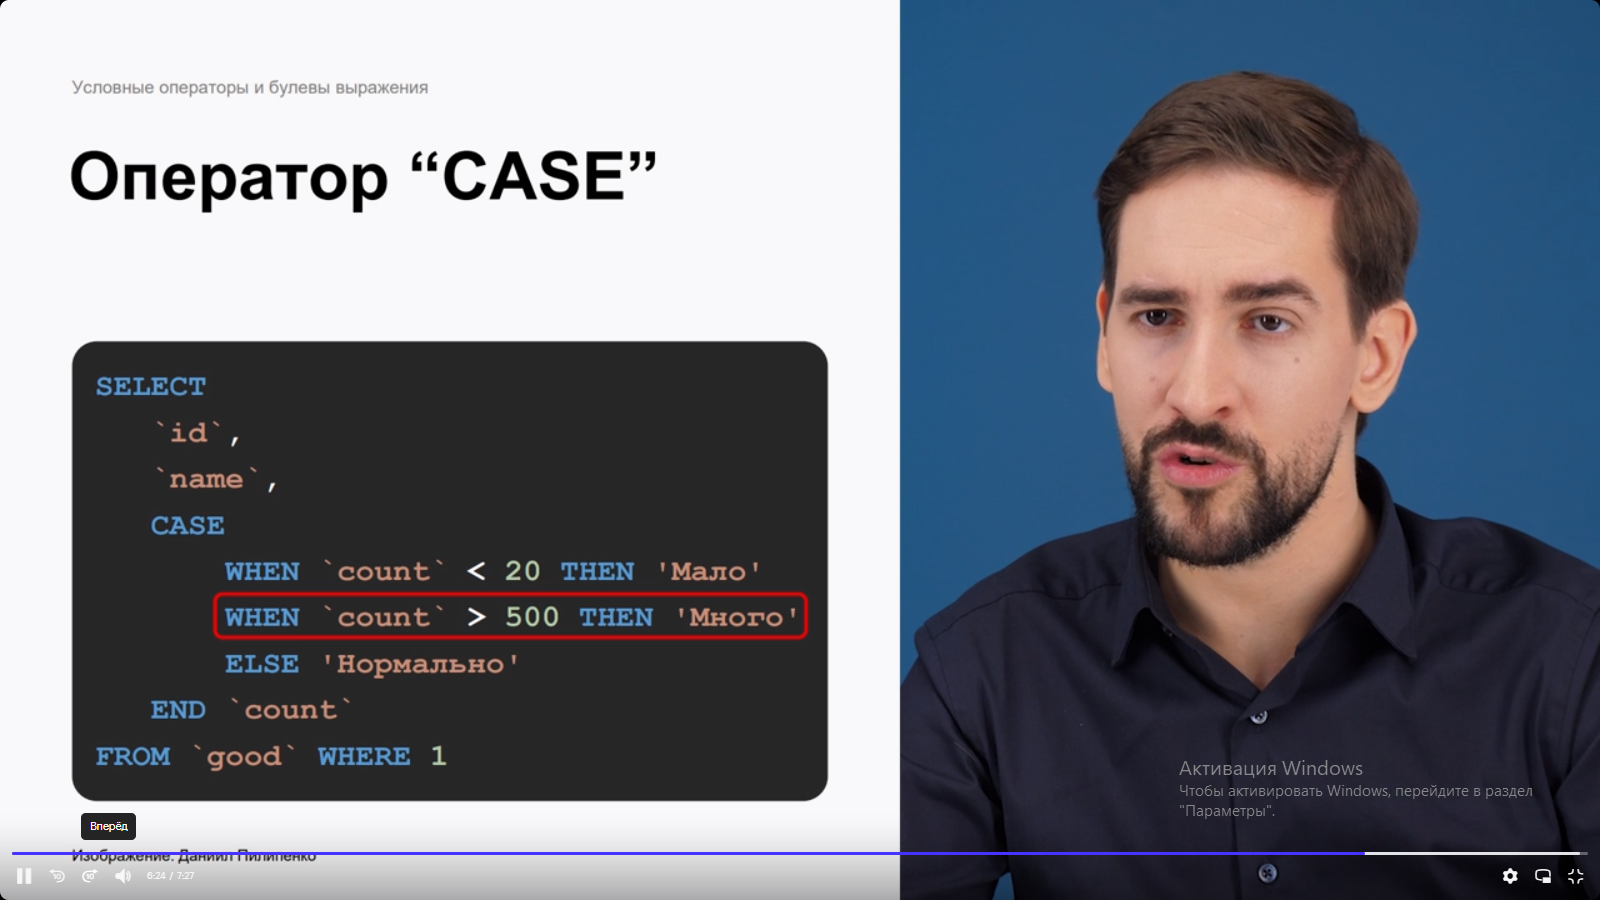 Условные операторы и булевы выражения
Оператор “CASE”
SELECT
`id`,
`name`,
CASE
WHEN `count` < 20 THEN 'Мало'
WHEN `count` > 500 THEN 'Много'
ELSE 'Нормально'
END `count`
FROM `good` WHERE 1
Вперёд
Изображение: Даниил Пилипенко
10 10 6:24 / 7:27
Активация Windows
Чтобы активировать Windows, перейдите в раздел
"Параметры".